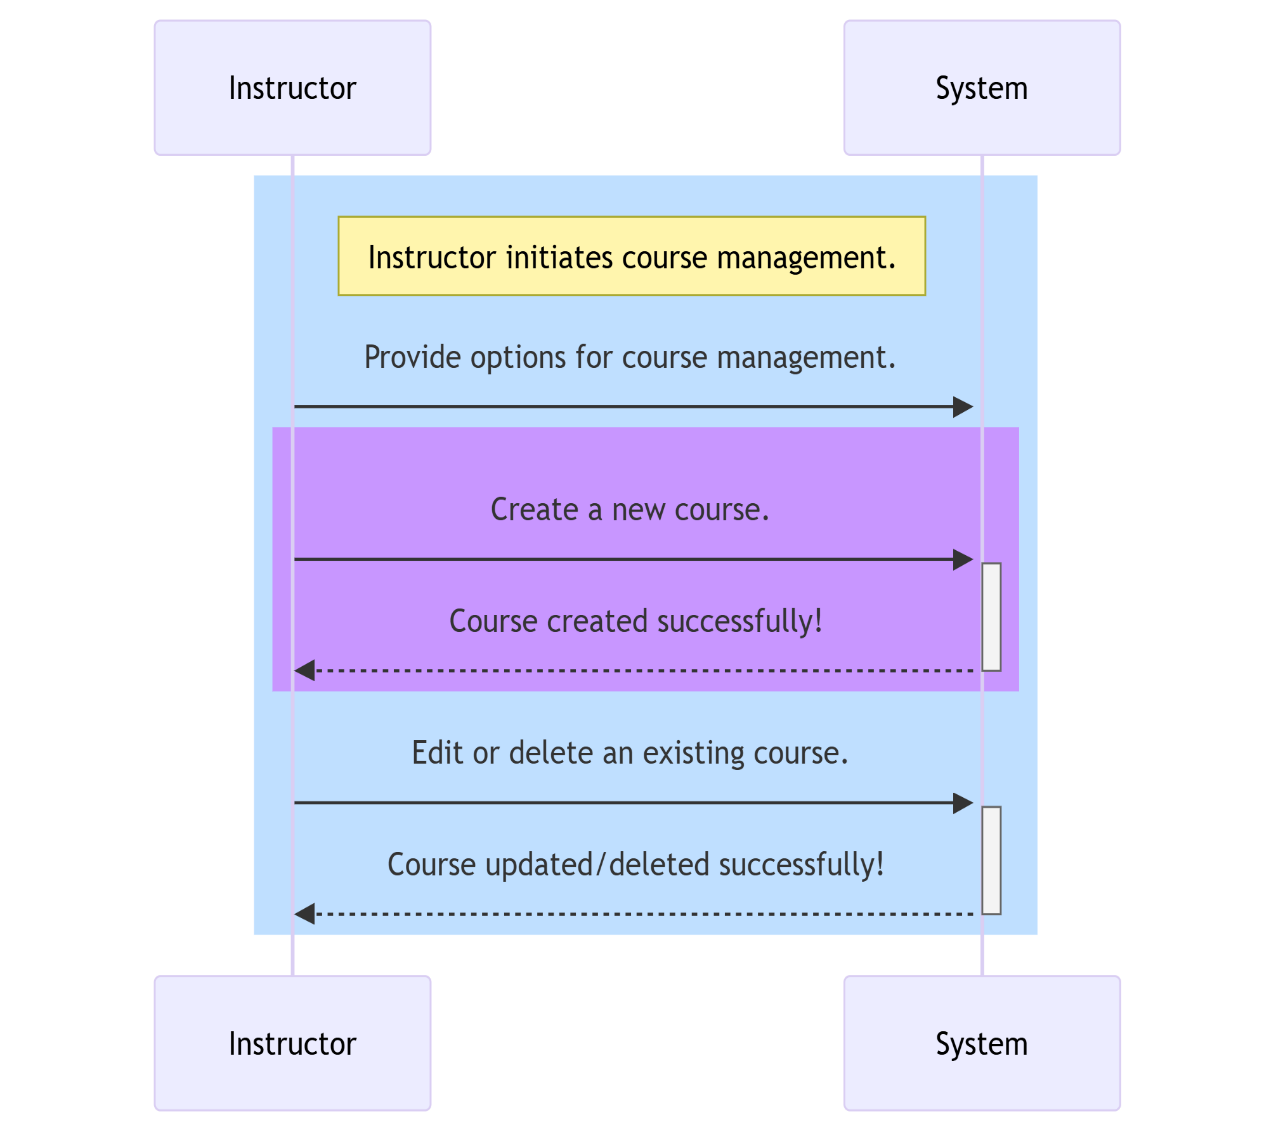 Instructor
System
Instructor initiates course management.
Provide options for course management.
Create a new course.
Course created successfully!
Edit or delete an existing course.
Course updated/deleted successfully!
Instructor
System